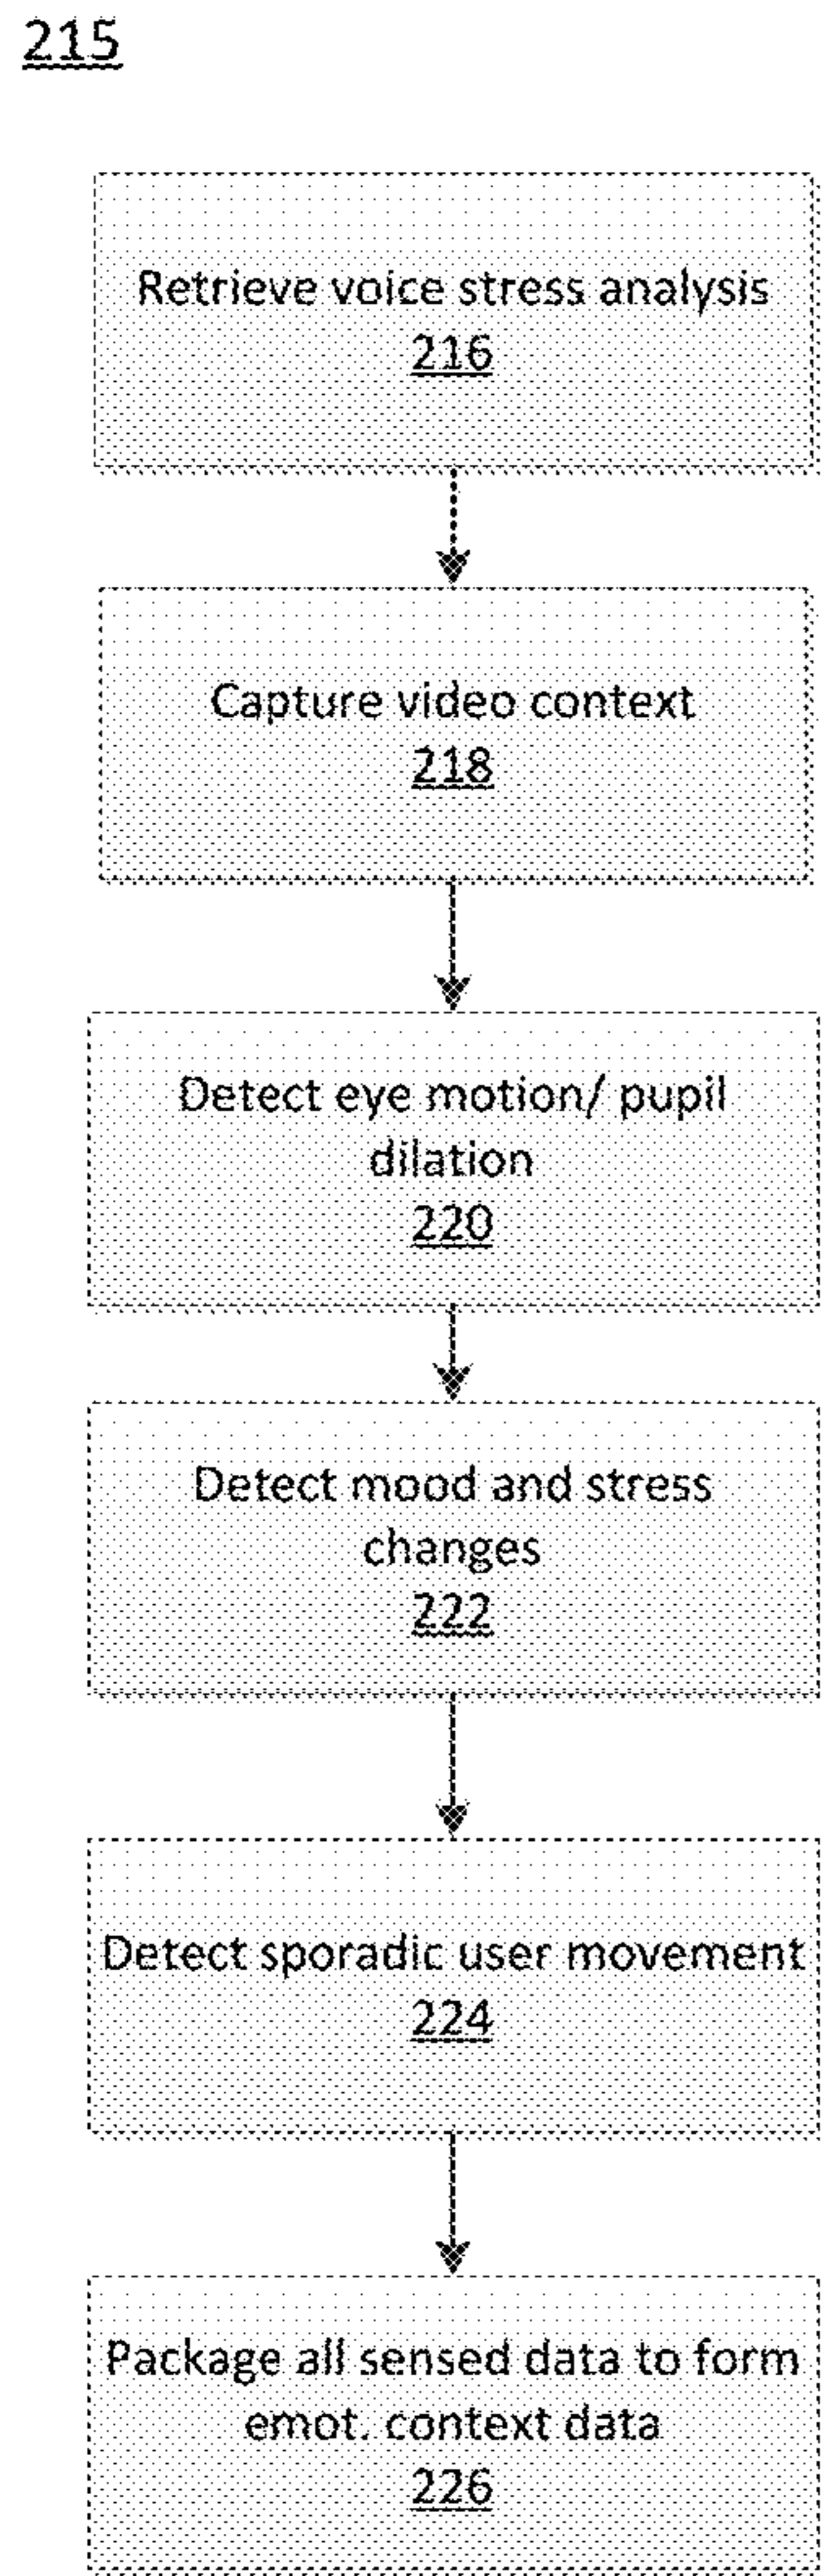 215
Retrieve voice stress analysis
216
Capture video context
218
Detect eye motion/ pupil
dilation
220
Detect mood and stress
changes
222
Detect sporadic user movement
224
Package all sensed data to form
emot. context data
226